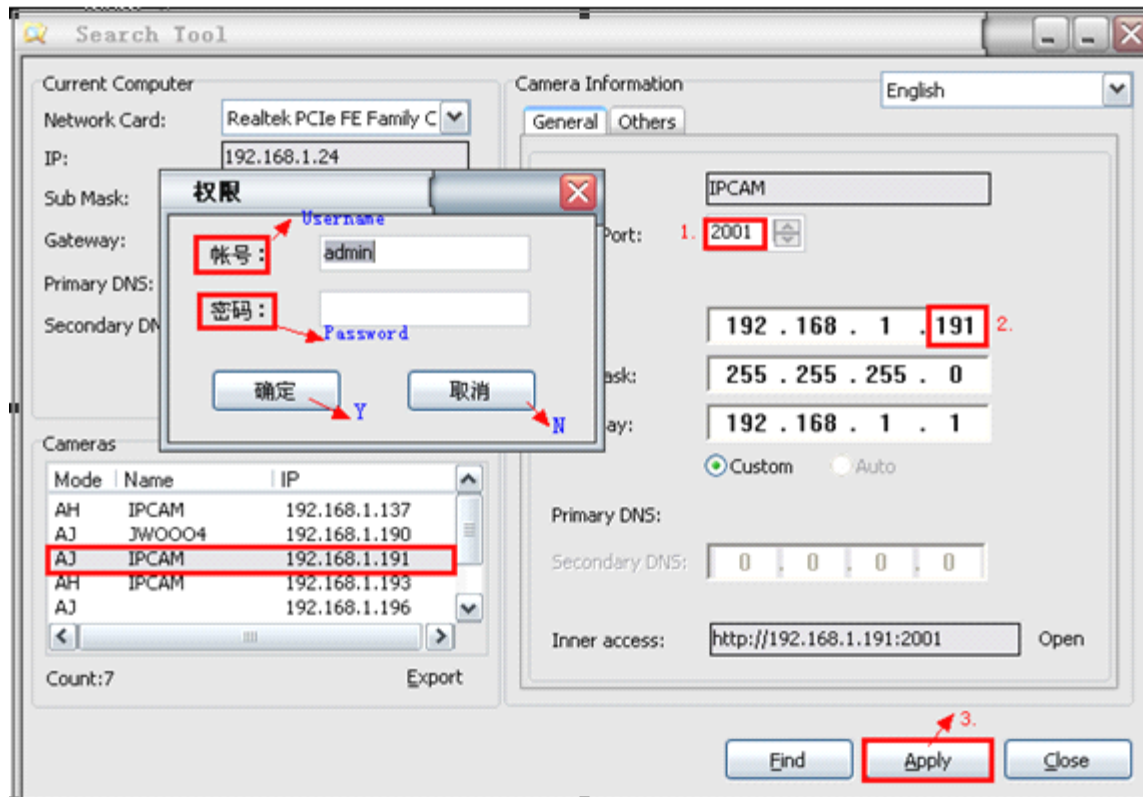 Search Tool
Current Computer
Network Card:
Realtek PCIe FE Family C
IP:
192.168.1.24
Sub Mask:
Gateway:
Primary DNS:
Secondary DN
权限
Username
帐号：
admin
密码：
Password
确定
Y
取消
N
Cameras
Mode Name IP
AH IPCAM 192.168.1.137
AJ JWOOO4 192.168.1.190
AJ IPCAM 192.168.1.191
AH IPCAM 192.168.1.193
AJ 192.168.1.196
Count:7
Export
Camera Information
English
General Others
IPCAM
Port: 1. 2001
192 . 168 . 1 . 191 2.
ask: 255 . 255 . 255 . 0
ay: 192 . 168 . 1 . 1
Custom Auto
Primary DNS:
Secondary DNS: 0 . 0 . 0 . 0
Inner access: http://192.168.1.191:2001 Open
3.
Find Apply Close